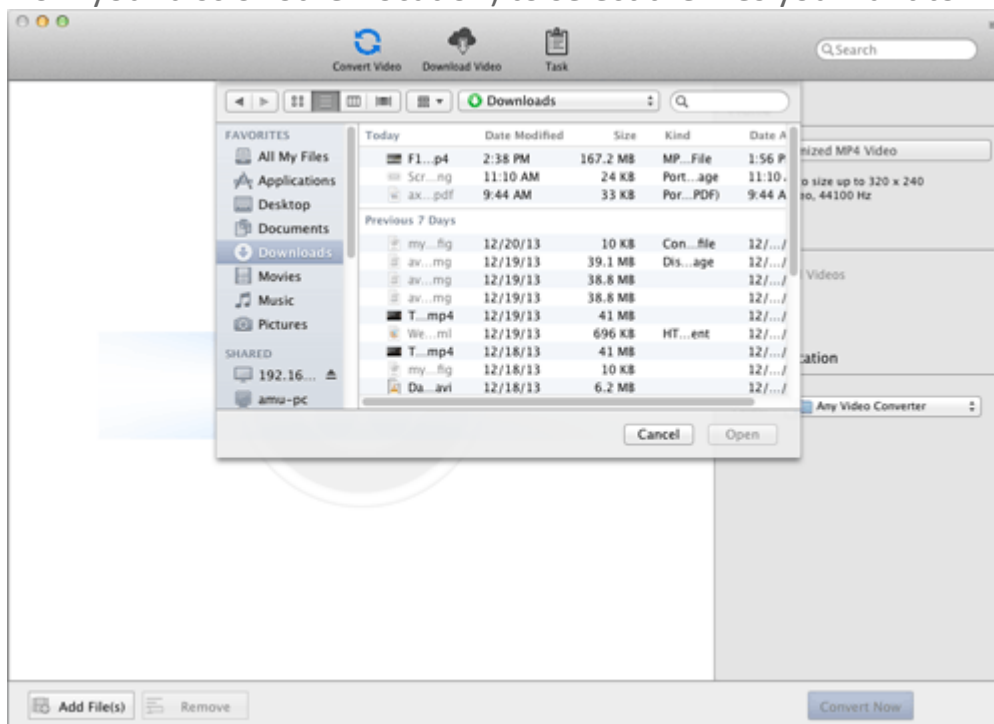 Convert Video Download Video Task Search
Downloads
FAVORITES
All My Files
Applications
Desktop
Documents
Downloads
Movies
Music
Pictures
SHARED
192.16...
amu-pc
Today Date Modified Size Kind Date A
F1...p4 2:38 PM 167.2 MB MP...File 1:56 P
Scr...ng 11:10 AM 24 KB Port...age 11:10
ax...pdf 9:44 AM 33 KB Por...PDF) 9:44 A
Previous 7 Days
my...fig 12/20/13 10 KB Con...file 12/.../
av...mg 12/19/13 39.1 MB Dis...age 12/.../
av...mg 12/19/13 38.8 MB 12/.../
av...mg 12/19/13 38.8 MB 12/.../
T...mp4 12/19/13 41 MB 12/.../
We...ml 12/19/13 696 KB HT...ent 12/.../
T...mp4 12/18/13 41 MB 12/.../
my...fig 12/18/13 10 KB 12/.../
Da...avi 12/18/13 6.2 MB 12/.../
Cancel Open
mized MP4 Video
o size up to 320 x 240
eo, 44100 Hz
Videos
cation
Any Video Converter
Add File(s) Remove Convert Now